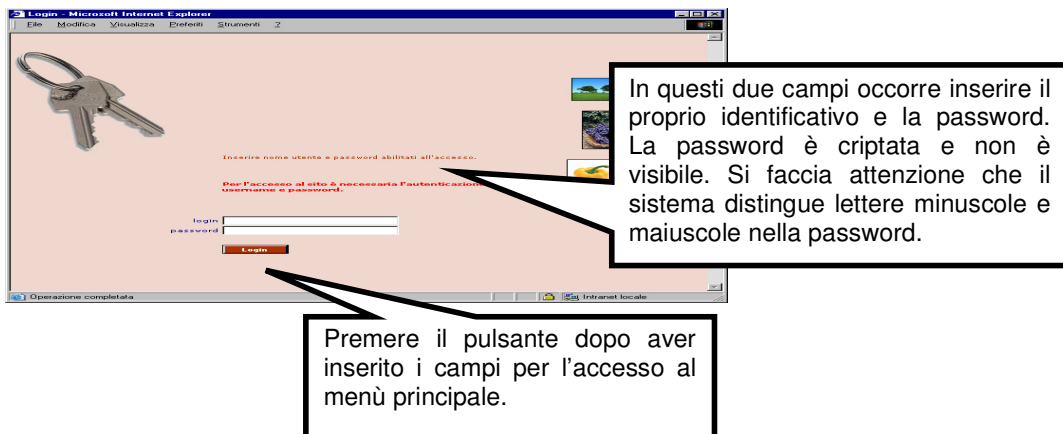 Login - Microsoft Internet Explorer
File Modifica Visualizza Preferiti Strumenti ?
Inserire nome utente e password abilitati all'accesso.
Per l'accesso al sito è necessaria l'autenticazione
username e password.
login
password
Login
Operazione completata
Intranet locale
In questi due campi occorre inserire il
proprio identificativo e la password.
La password è criptata e non è
visibile. Si faccia attenzione che il
sistema distingue lettere minuscole e
maiuscole nella password.
Premere il pulsante dopo aver
inserito i campi per l'accesso al
menù principale.